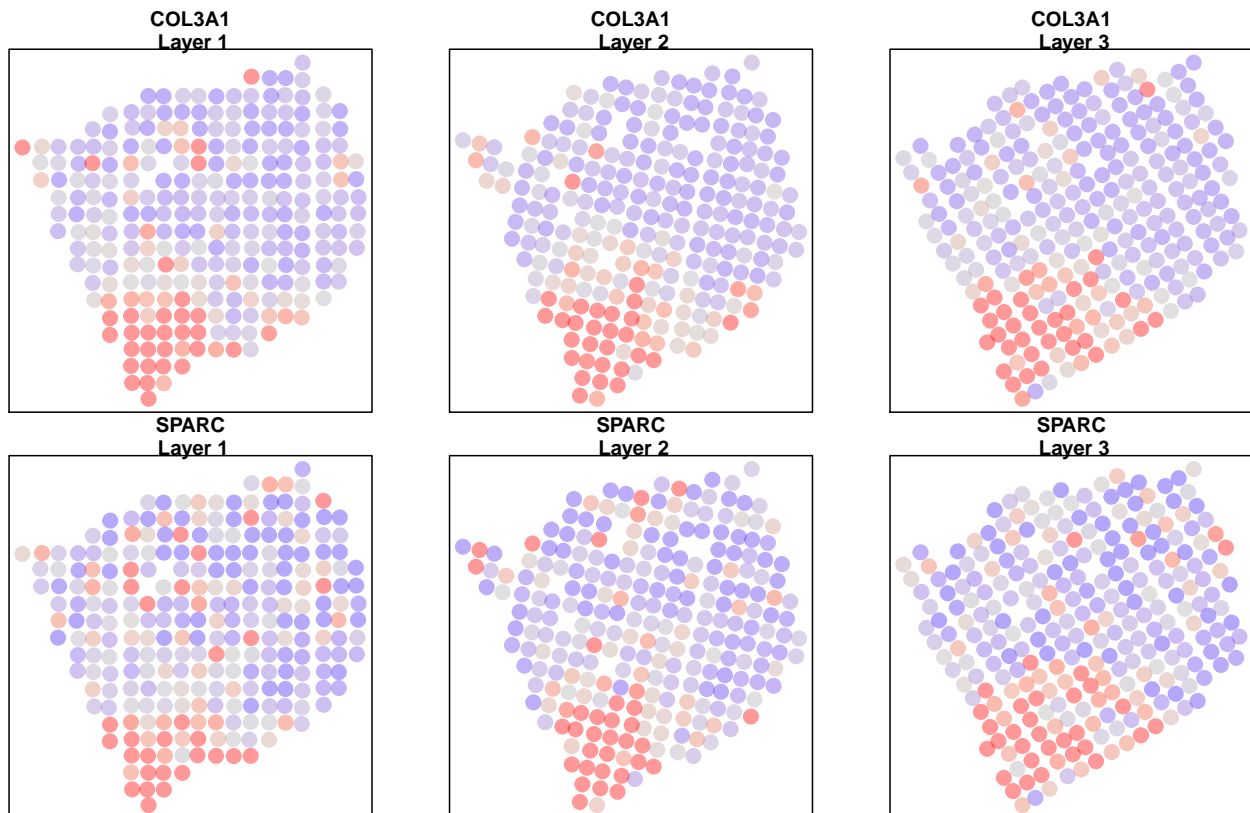 COL3A1
Layer 1
COL3A1
Layer 2
COL3A1
Layer 3
SPARC
Layer 1
SPARC
Layer 2
SPARC
Layer 3